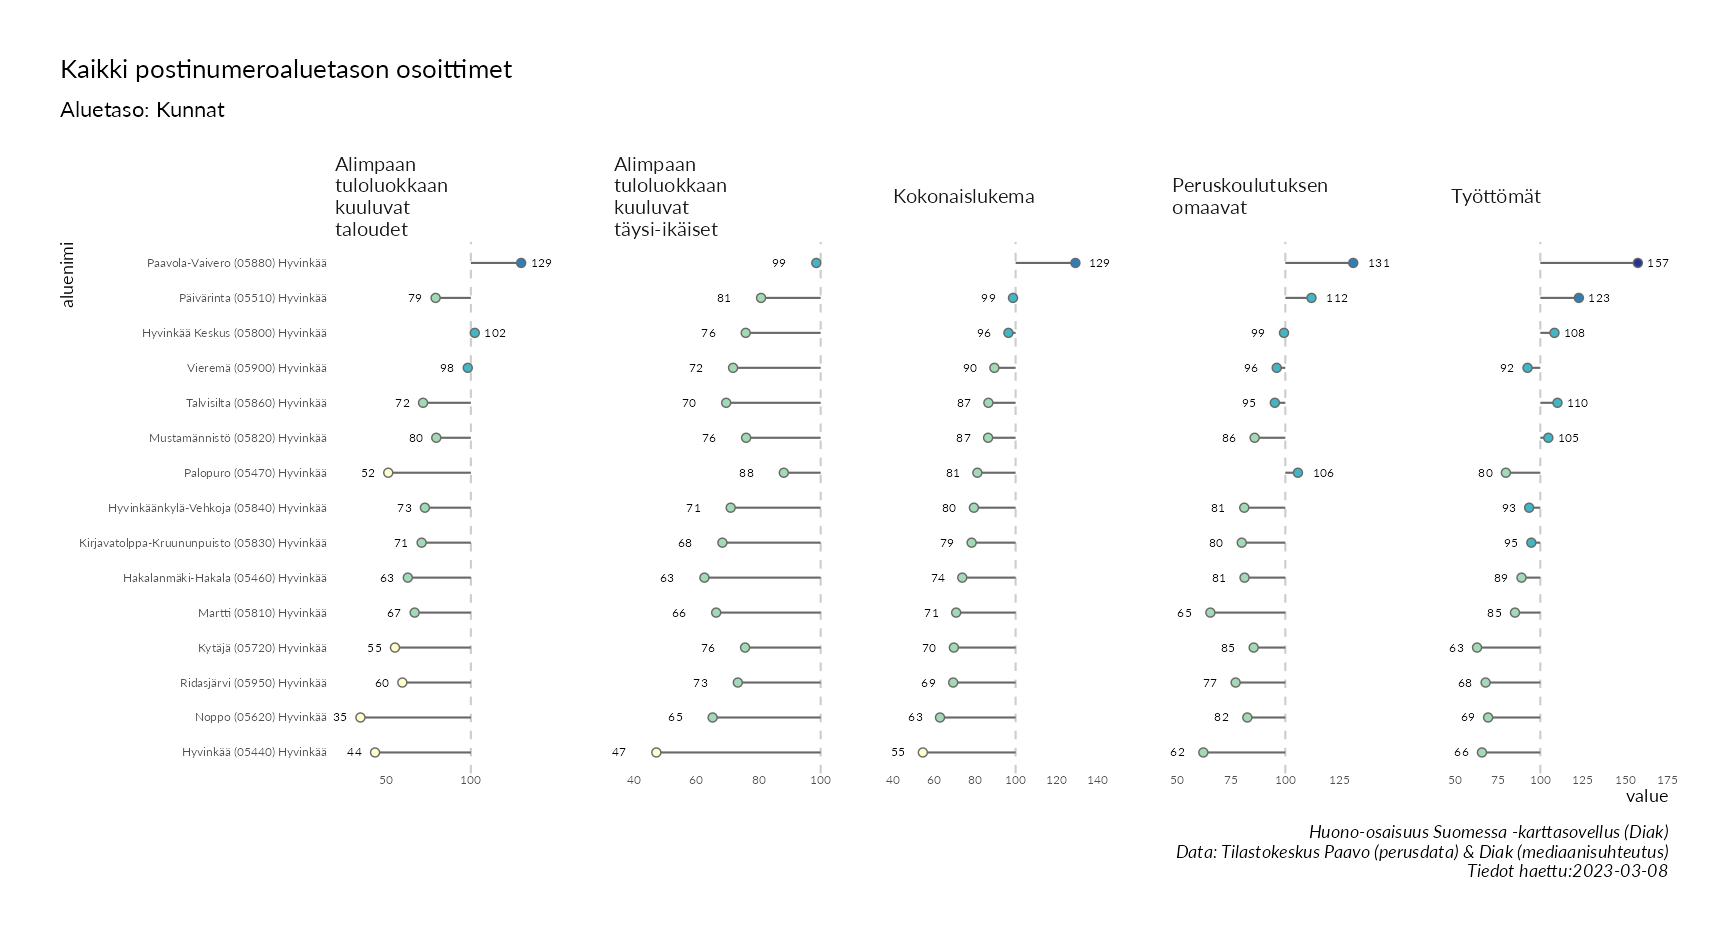 Kaikki postinumeroaluetason osoittimet
Aluetaso: Kunnat
Alimpaan
tuloluokkaan
kuuluvat
taloudet
Alimpaan
tuloluokkaan
kuuluvat
täysi-ikäiset
Kokonaislukema
Peruskoulutuksen
omaavat
Työttömät
aluenimi
Paavola-Vaivero (05880) Hyvinkää 129 99 129 131 157
Päivärinta (05510) Hyvinkää 79 81 99 112 123
Hyvinkää Keskus (05800) Hyvinkää 102 76 96 99 108
Vieremä (05900) Hyvinkää 98 72 90 96 92
Talvisilta (05860) Hyvinkää 72 70 87 95 110
Mustamännistö (05820) Hyvinkää 80 76 87 86 105
Palopuro (05470) Hyvinkää 52 88 81 106 80
Hyvinkäänkylä-Vehkoja (05840) Hyvinkää 73 71 80 81 93
Kirjavatolppa-Kruununpuisto (05830) Hyvinkää 71 68 79 80 95
Hakalanmäki-Hakala (05460) Hyvinkää 63 63 74 81 89
Martti (05810) Hyvinkää 67 66 71 65 85
Kytäjä (05720) Hyvinkää 55 76 70 85 63
Ridasjärvi (05950) Hyvinkää 60 73 69 77 68
Noppo (05620) Hyvinkää 35 65 63 82 69
Hyvinkää (05440) Hyvinkää 44 47 55 62 66
50 100 40 60 80 100 40 60 80 100 120 140 50 75 100 125 50 75 100 125 150 175
value
Huono-osaisuus Suomessa -karttasovellus (Diak)
Data: Tilastokeskus Paavo (perusdata) & Diak (mediaanisuhteutus)
Tiedot haettu:2023-03-08